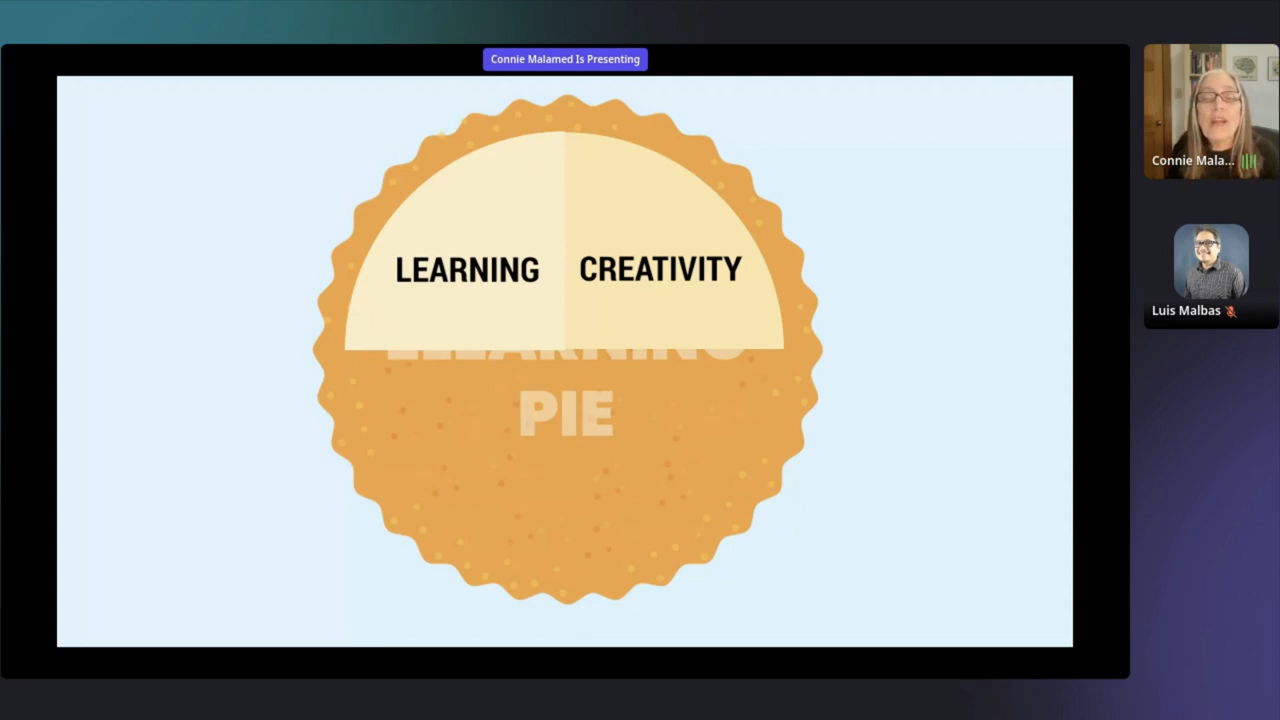 Connie Malamed Is Presenting
LEARNING CREATIVITY
PIE
Connie Mala...
Luis Malbas